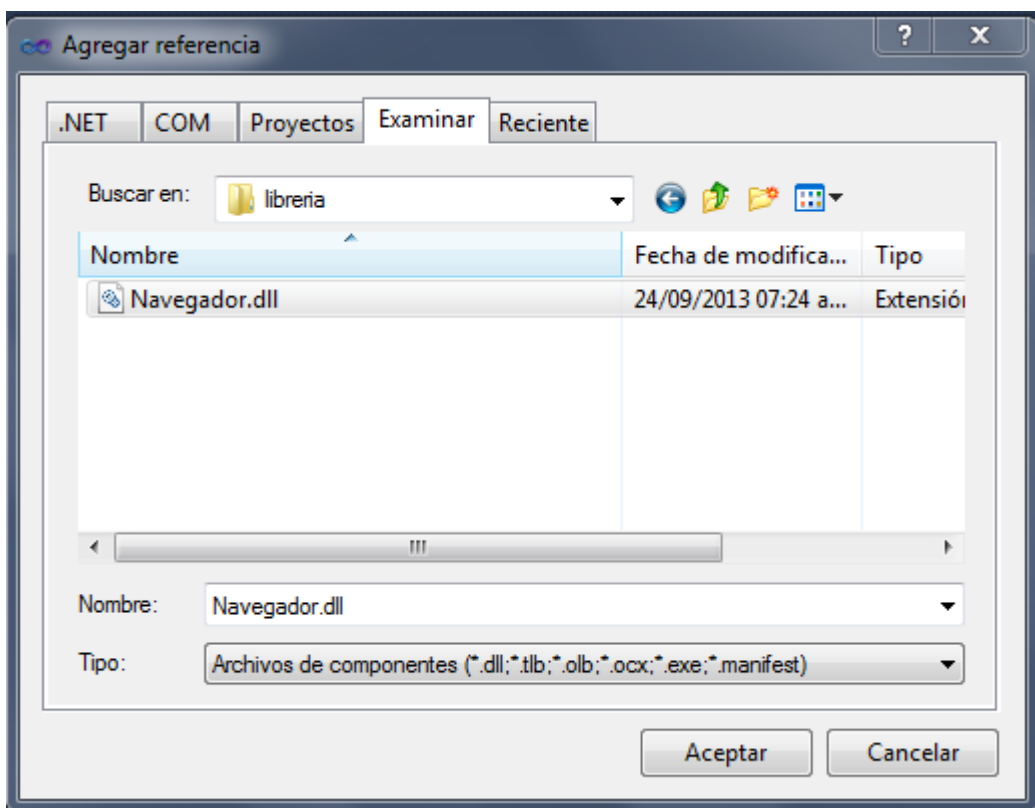 Agregar referencia
.NET COM Proyectos Examinar Reciente
Buscar en: libreria
Nombre Fecha de modifica... Tipo
Navegador.dll 24/09/2013 07:24 a... Extensión
Nombre: Navegador.dll
Tipo: Archivos de componentes (*.dll;*.tlb;*.olb;*.ocx;*.exe;*.manifest)
Aceptar Cancelar